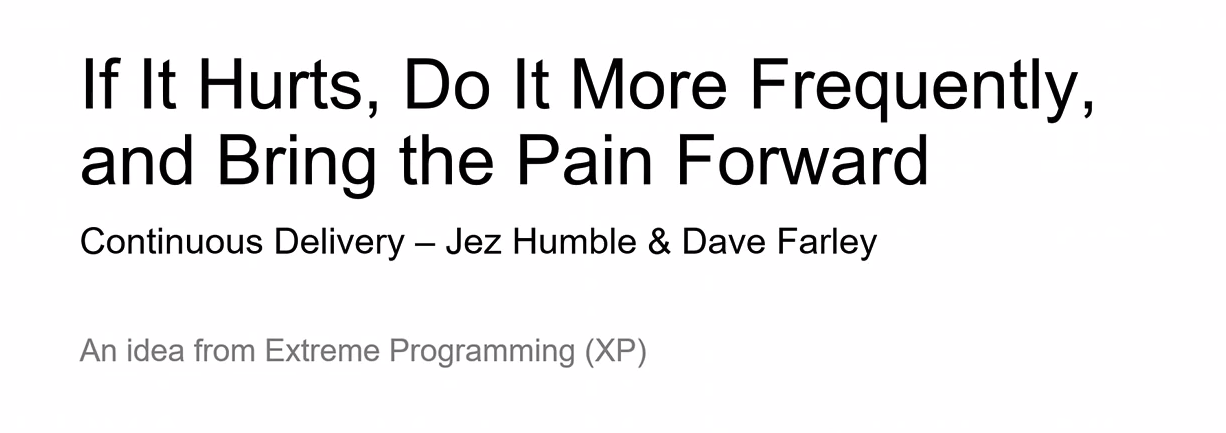 If It Hurts, Do It More Frequently,
and Bring the Pain Forward
Continuous Delivery – Jez Humble & Dave Farley
An idea from Extreme Programming (XP)